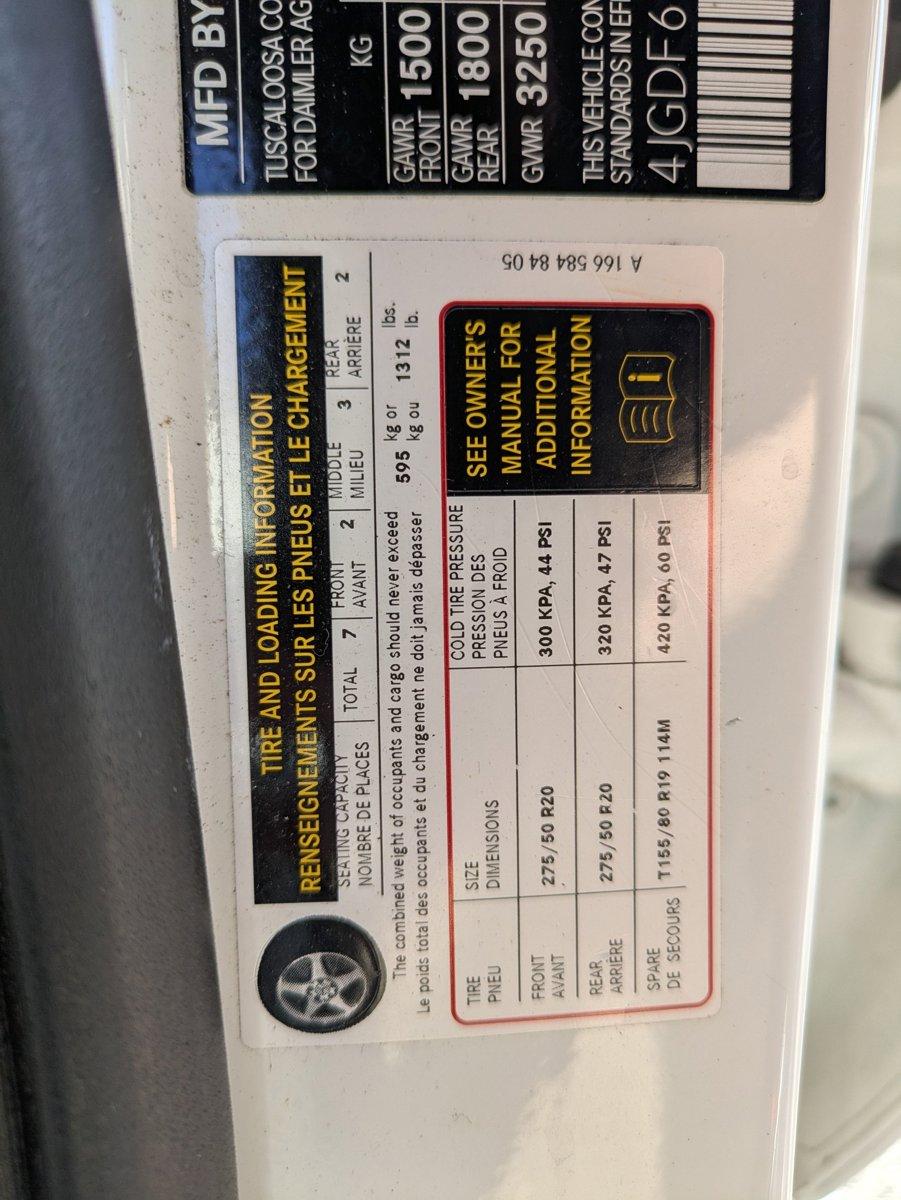 MFD BY
TUSCALOOSA CO
FOR DAIMLER AG
KG
GAWR
FRONT 1500
GAWR
REAR 1800
GWWR 3250
THIS VEHICLE CON
STANDARDS IN EF
4JGDF6
TIRE AND LOADING INFORMATION
RENSEIGNEMENTS SUR LES PNEUS ET LE CHARGEMENT
SEATING CAPACITY
NOMBRE DE PLACES
TOTAL 7
FRONT
AVANT 2
MIDDLE
MILIEU 3
REAR
ARRIÈRE 2
The combined weight of occupants and cargo should never exceed 595 kg or 1312 lbs.
Le poids total des occupants et du chargement ne doit jamais dépasser kg ou lb.
TIRE
PNEU
SIZE
DIMENSIONS
COLD TIRE PRESSURE
PRESSION DES
PNEUS À FROID
FRONT
AVANT
275/50 R20
300 KPA, 44 PSI
REAR
ARRIÈRE
275/50 R20
320 KPA, 47 PSI
SPARE
DE SECOURS
T155/80 R19 114M
420 KPA, 60 PSI
SEE OWNER'S
MANUAL FOR
ADDITIONAL
INFORMATION
i
A 166 584 84 05